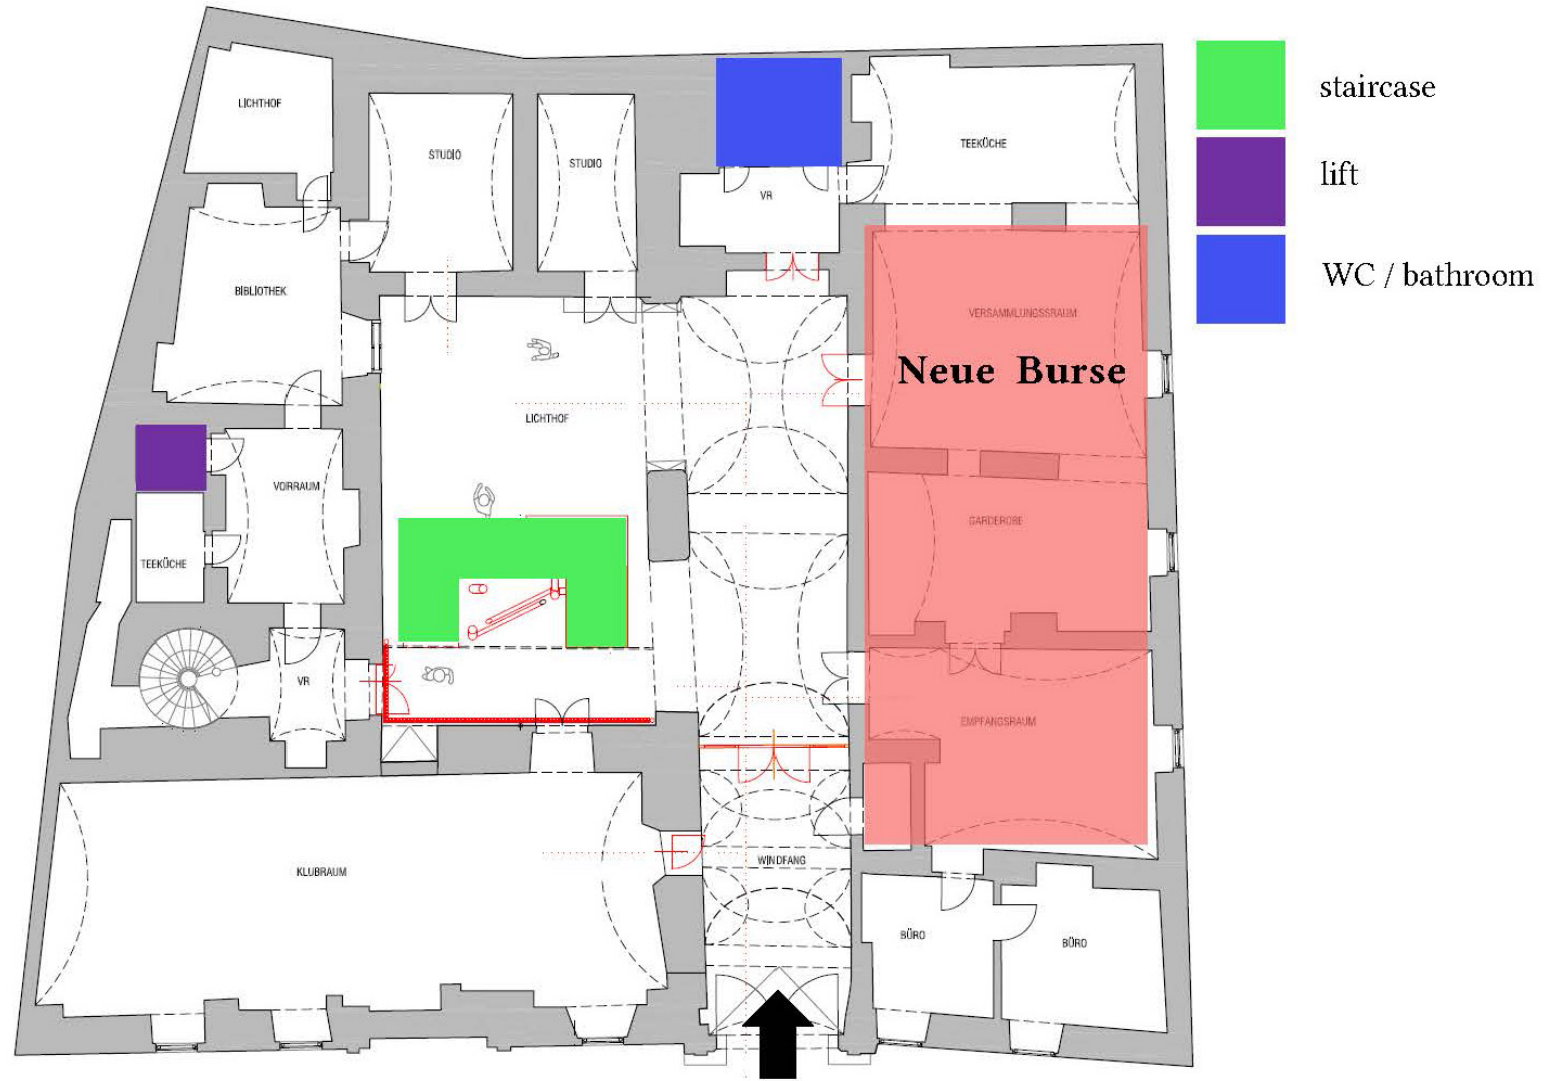 LICHTHOF
STUDIO
STUDIO
VR
TEEKÜCHE
staircase
lift
WC / bathroom
BIBLIOTHEK
VERSAMMLUNGSSRAUM
Neue Burse
LICHTHOF
VORRAUM
GARDEROBE
TEEKÜCHE
VR
EMPFANGSRAUM
KLUBRAUM
WINDFANG
BÜRO
BÜRO